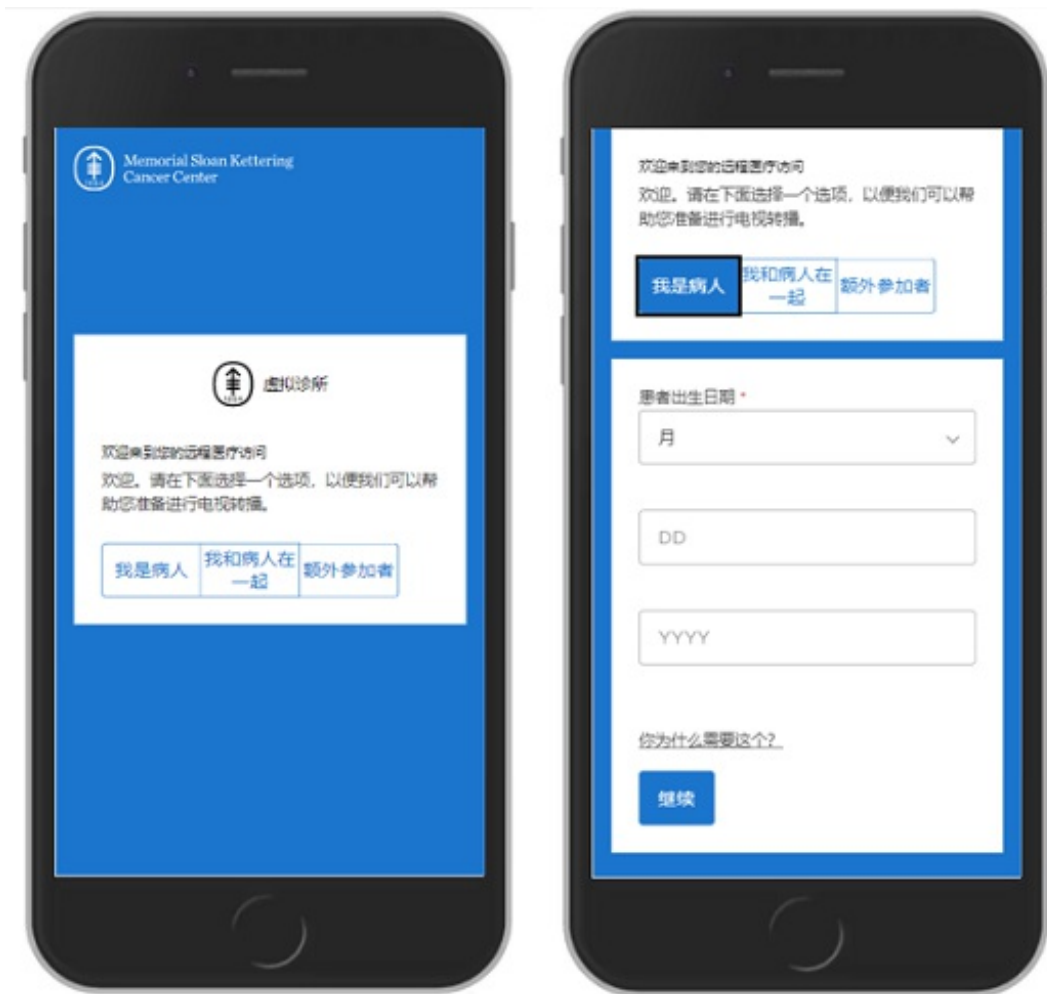 Memorial Sloan Kettering
Cancer Center
虚拟诊所
欢迎来到您的远程医疗访问
欢迎。请在下面选择一个选项，以便我们可以帮
助您准备进行电视转播。
我是病人
我和病人在
一起
额外参加者
欢迎来到您的远程医疗访问
欢迎。请在下面选择一个选项，以便我们可以帮
助您准备进行电视转播。
我是病人
我和病人在
一起
额外参加者
患者出生日期 *
月
DD
YYYY
你为什么需要这个？
继续